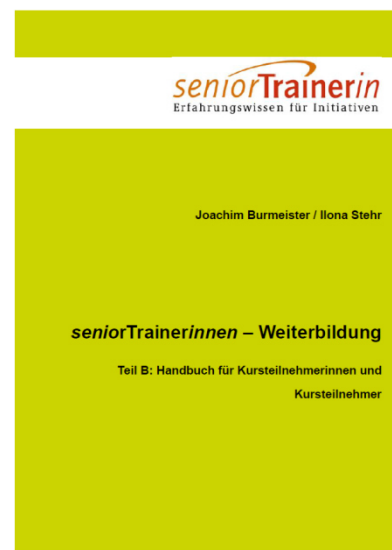 seniorTrainerin
Erfahrungswissen für Initiativen
Joachim Burmeister / Ilona Stehr
seniorTrainerinnen – Weiterbildung
Teil B: Handbuch für Kursteilnehmerinnen und
Kursteilnehmer